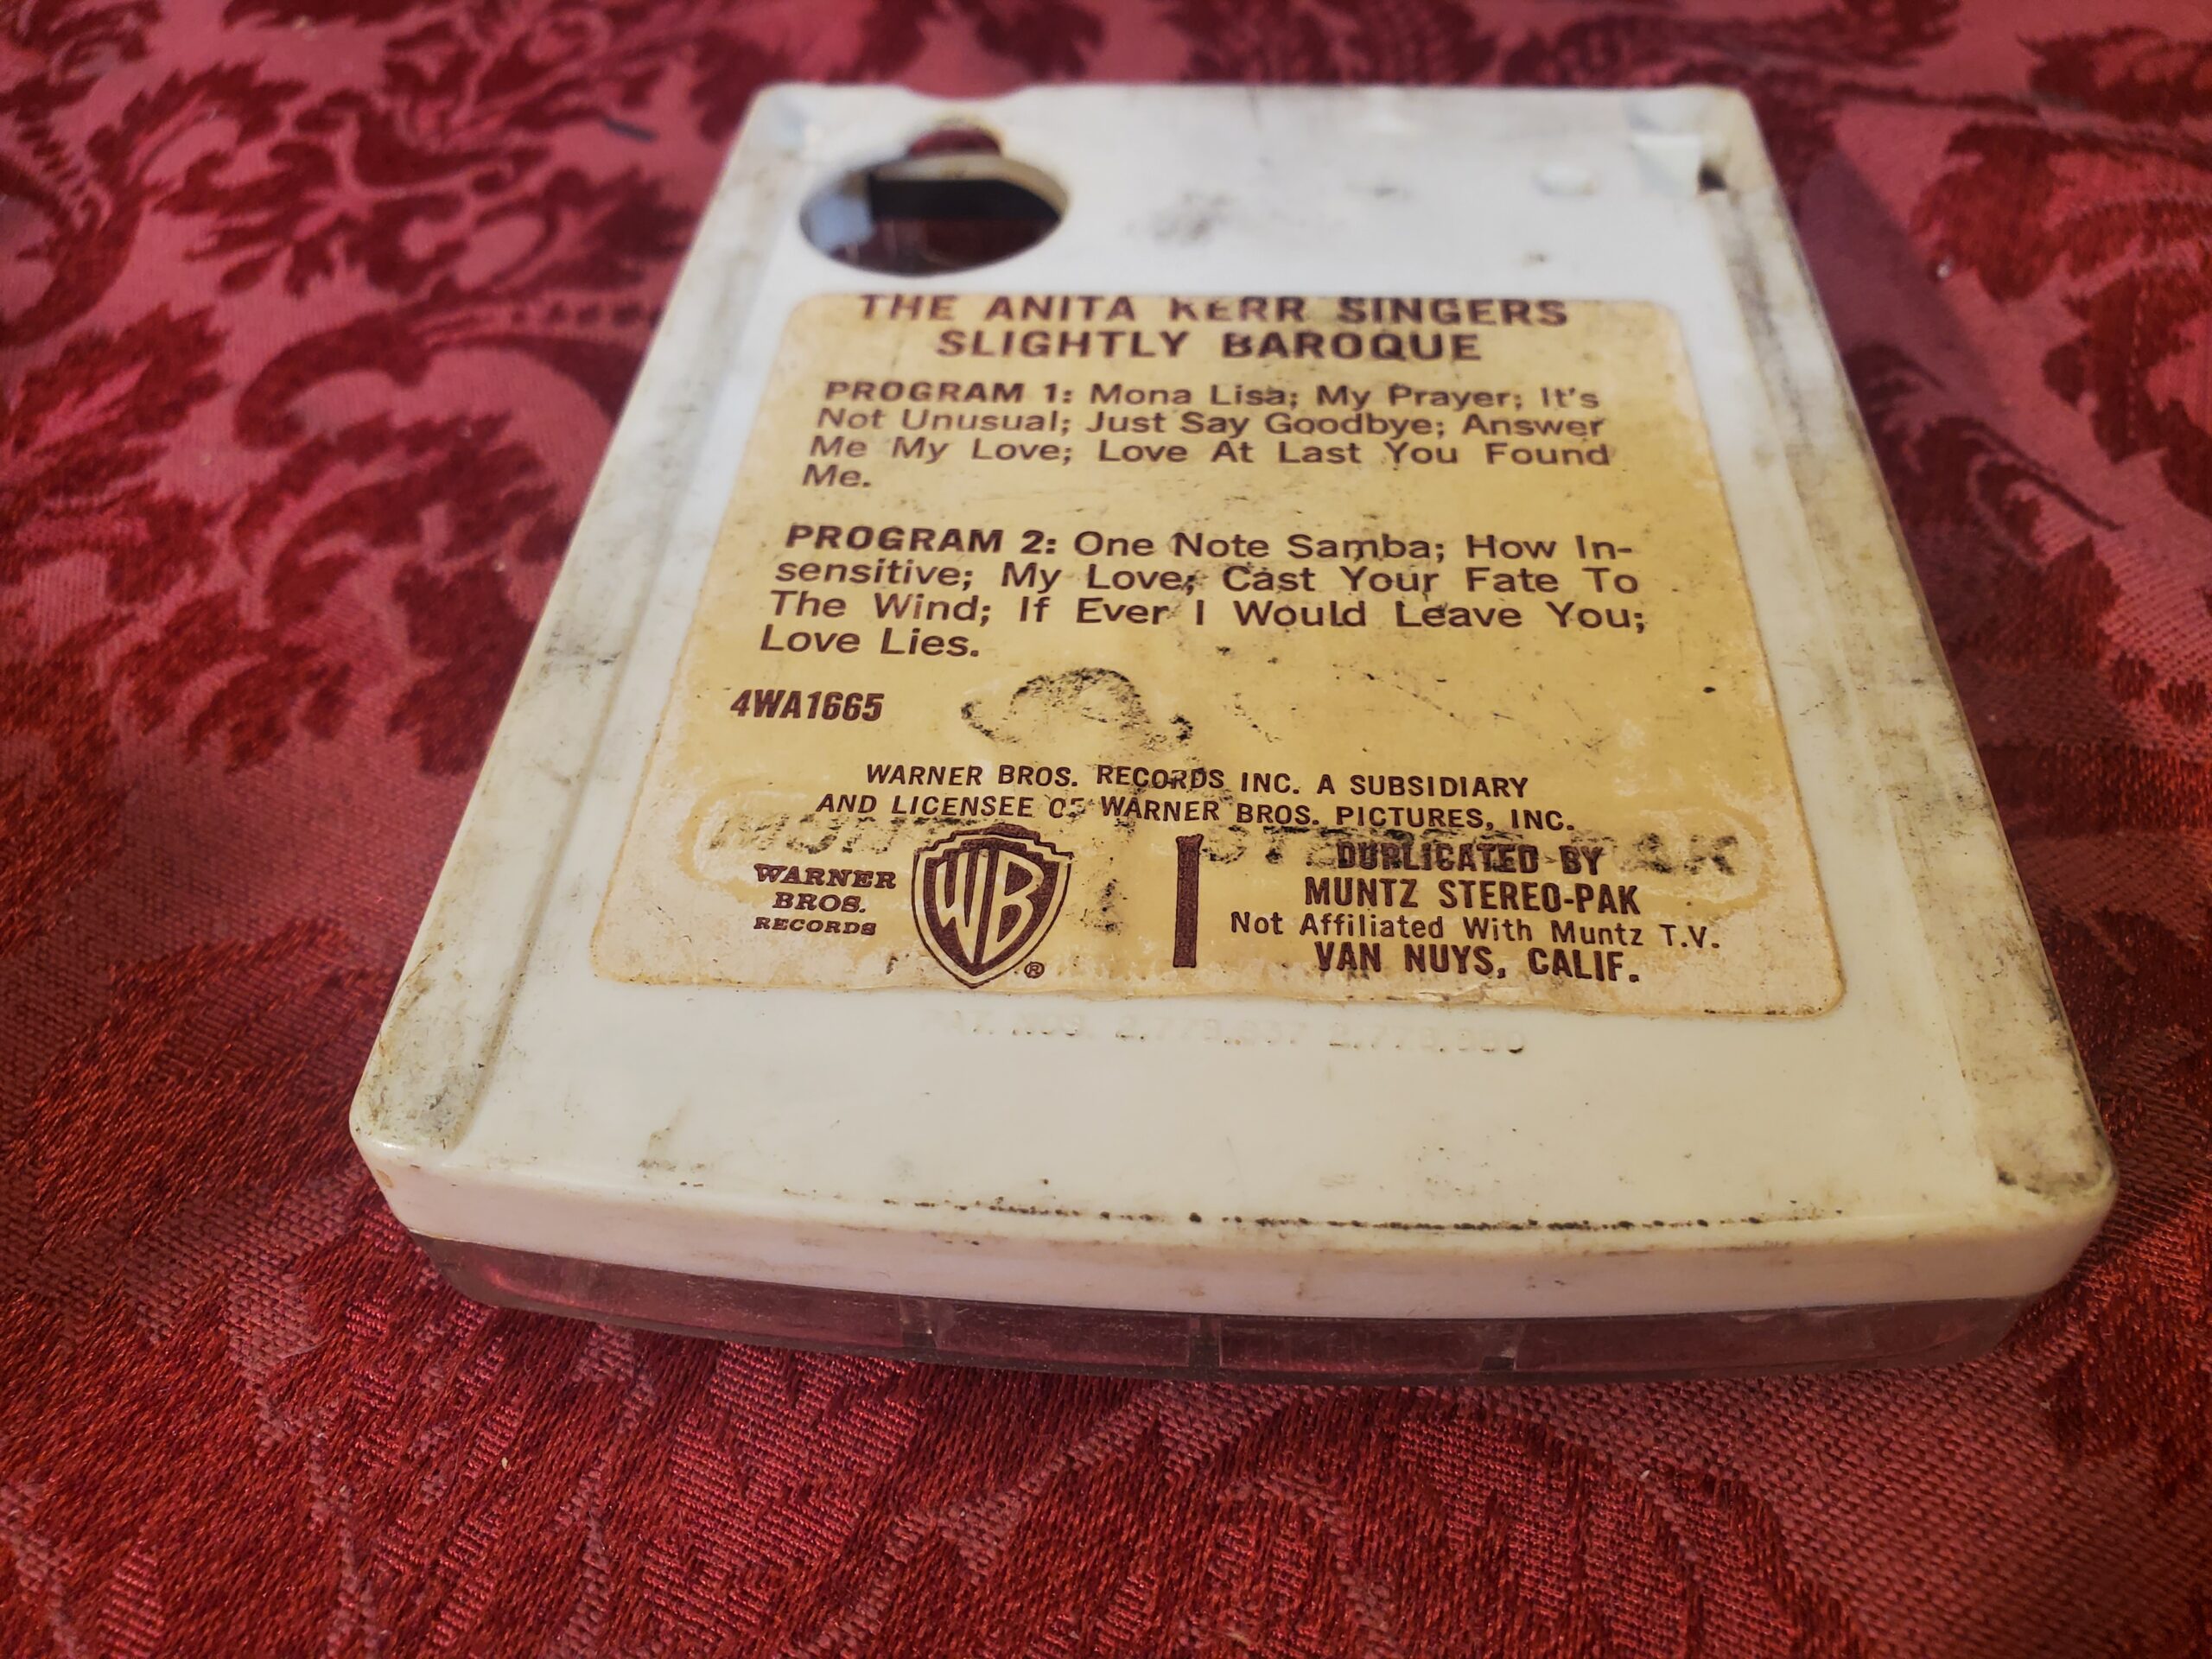 THE ANITA KERR SINGERS
SLIGHTLY BAROQUE
PROGRAM 1: Mona Lisa; My Prayer; It's
Not Unusual; Just Say Goodbye; Answer
Me My Love; Love At Last You Found
Me.
PROGRAM 2: One Note Samba; How In-
sensitive; My Love; Cast Your Fate To
The Wind; If Ever I Would Leave You;
Love Lies.
4WA1665
WARNER BROS. RECORDS INC. A SUBSIDIARY
AND LICENSEE OF WARNER BROS. PICTURES, INC.
WARNER
BROS.
RECORDS
WB
®
DUPLICATED BY
MUNTZ STEREO-PAK
Not Affiliated With Muntz T.V.
VAN NUYS, CALIF.